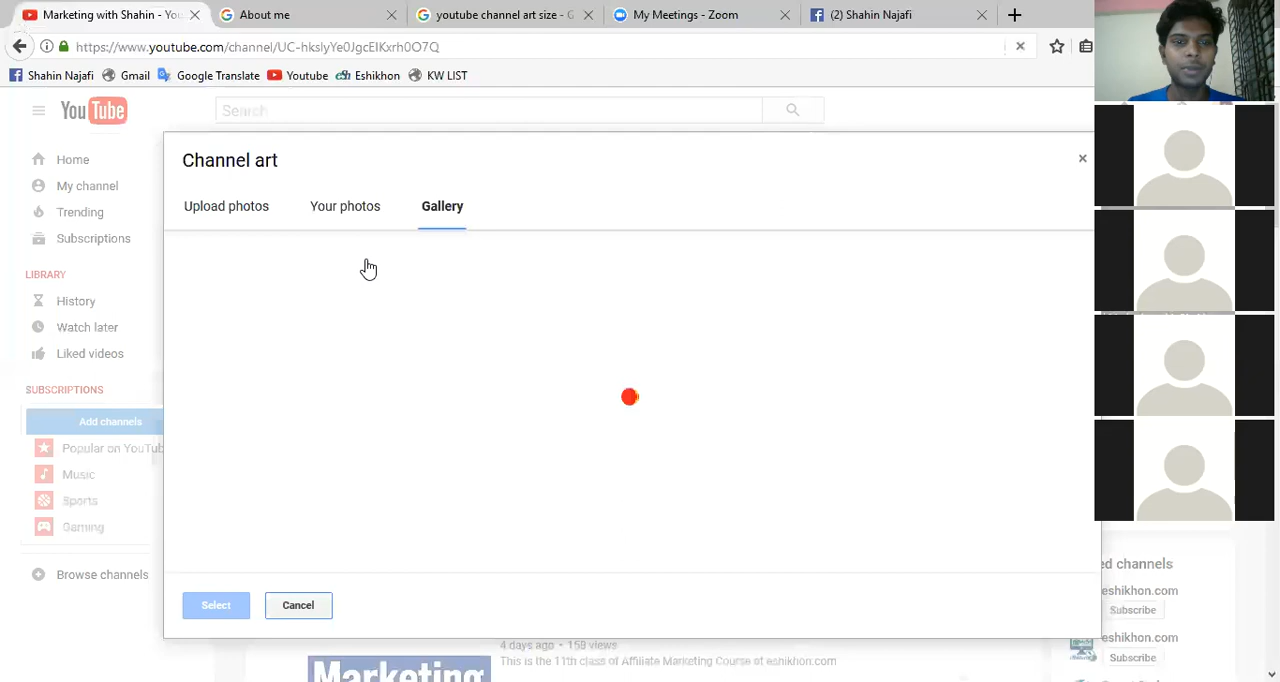 Marketing with Shahin - You
About me
youtube channel art size - G
My Meetings - Zoom
(2) Shahin Najafi
https://www.youtube.com/channel/UC-hkslyYe0JgcEIKxrh0O7Q
Shahin Najafi
Gmail
Google Translate
Youtube
Eshikhon
KW LIST
YouTube
Search
Home
My channel
Trending
Subscriptions
LIBRARY
History
Watch later
Liked videos
SUBSCRIPTIONS
Add channels
Popular on YouTub
Music
Sports
Gaming
Browse channels
Channel art
Upload photos
Your photos
Gallery
Select
Cancel
4 days ago • 158 views
This is the 11th class of Affiliate Marketing Course at eshikhon.com
Marketing
ed channels
eshikhon.com
Subscribe
eshikhon.com
Subscribe